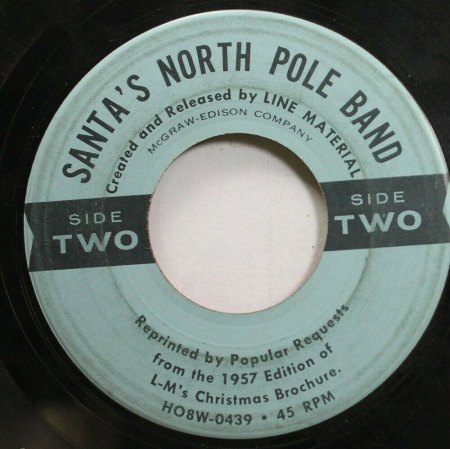 SANTA'S NORTH POLE BAND
Created and Released by LINE MATERIAL
McGRAW-EDISON COMPANY
SIDE
TWO
SIDE
TWO
Reprinted by Popular Requests
from the 1957 Edition of
L-M's Christmas Brochure.
HO8W-0439 • 45 RPM